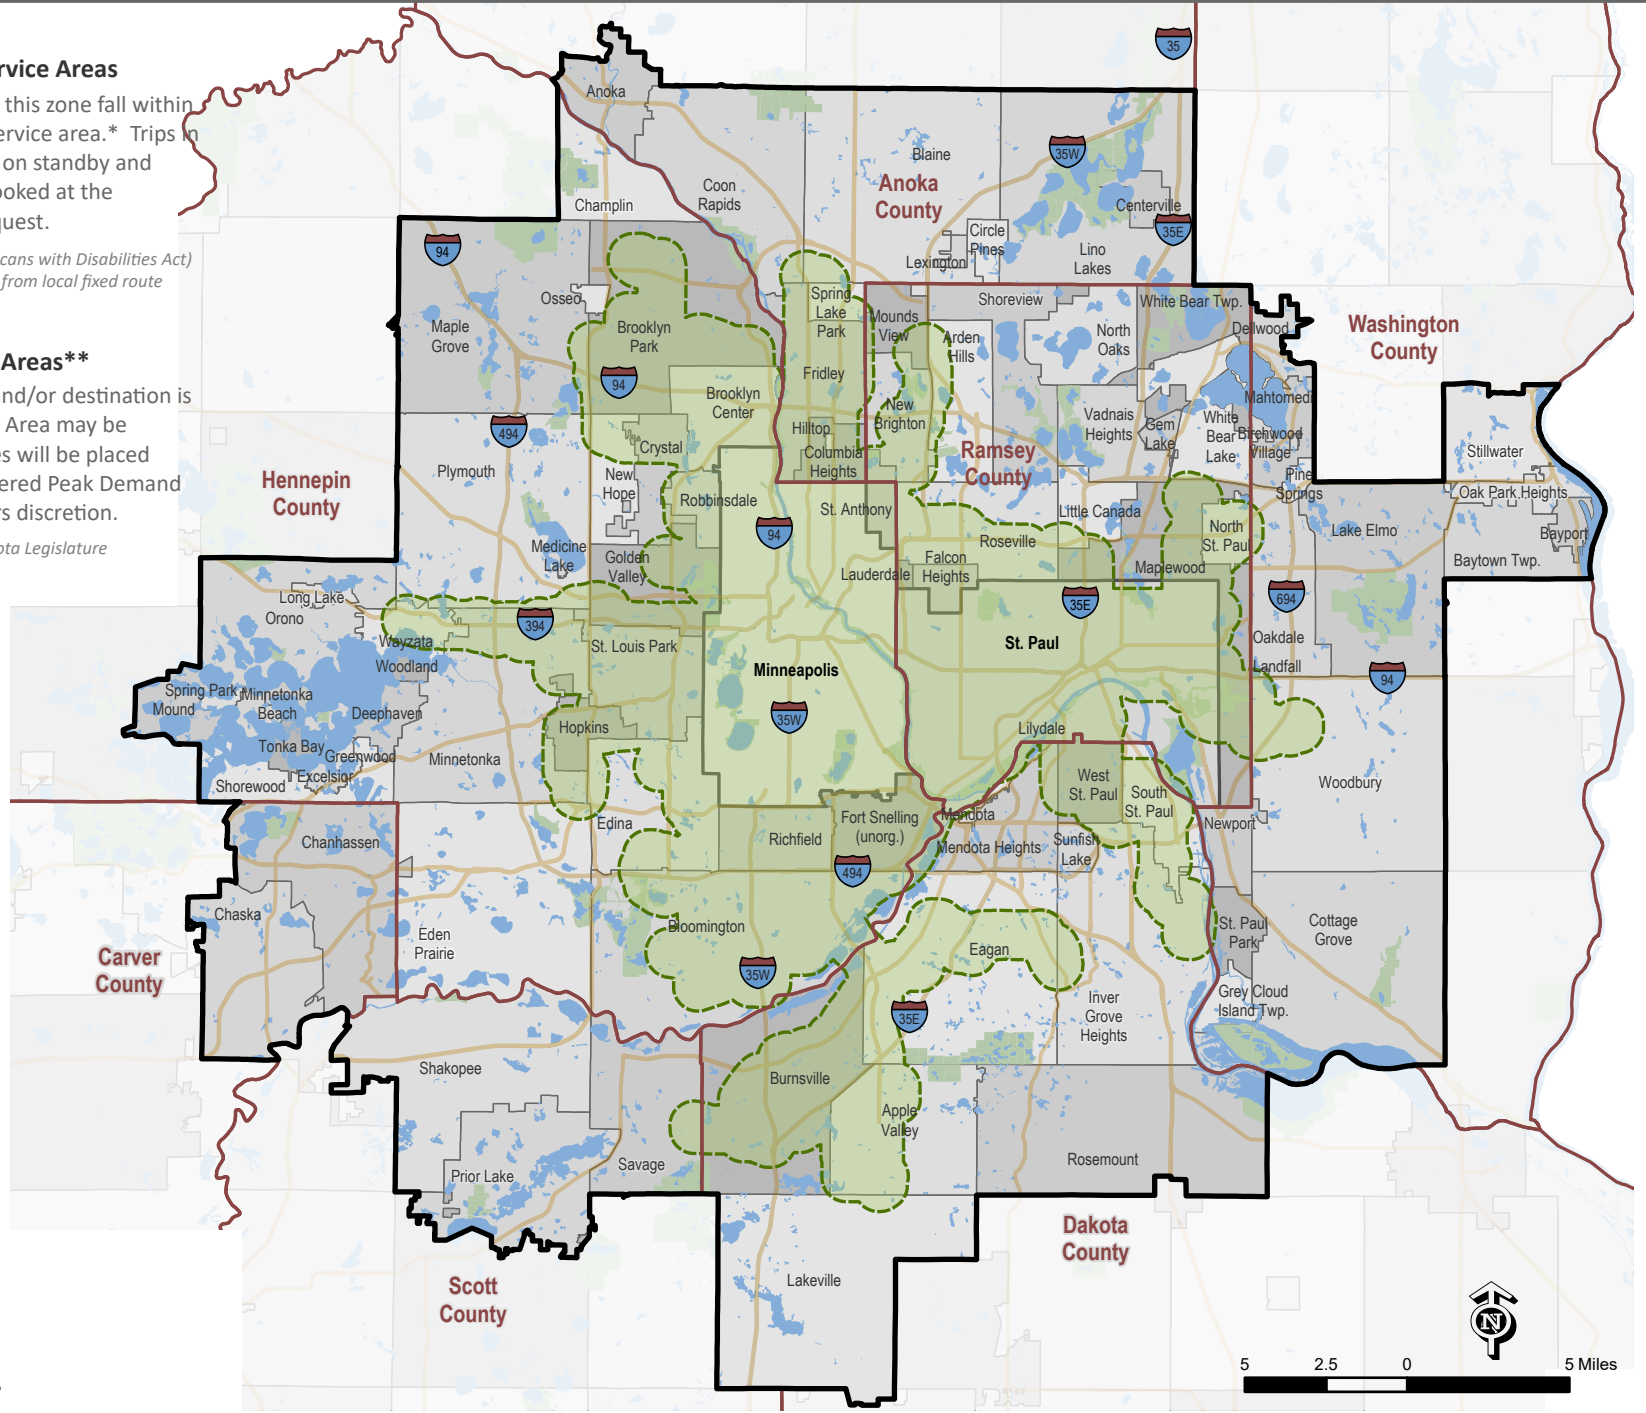 rvice Areas
this zone fall within
ervice area.* Trips in
on standby and
ooked at the
quest.
cans with Disabilities Act)
from local fixed route
Areas**
nd/or destination is
Area may be
es will be placed
ered Peak Demand
rs discretion.
ota Legislature
35
Anoka
Blaine
35W
Anoka
County
Coon
Rapids
Champlin
Centerville
35E
Circle
Pines
Lexington
Lino
Lakes
94
Osseo
Maple
Grove
Brooklyn
Park
94
Spring
Lake
Park
Mounds
View
Shoreview
Arden
Hills
North
Oaks
White Bear Twp.
Dellwood
Washington
County
Fridley
Brooklyn
Center
New
Brighton
Mahtomedi
Vadnais
Heights
Gem
Lake
White
Bear
Lake
Birchwood
Village
494
Hilltop
Columbia
Heights
Crystal
Ramsey
County
Plymouth
Hennepin
County
New
Hope
Robbinsdale
Pine
Springs
Stillwater
Oak Park Heights
St. Anthony
Little Canada
North
St. Paul
Lake Elmo
Bayport
Baytown Twp.
94
Medicine
Lake
Golden
Valley
Roseville
Falcon
Heights
Lauderdale
Maplewood
Long Lake
Orono
394
35E
694
Wayzata
Woodland
St. Louis Park
Minneapolis
St. Paul
Oakdale
Landfall
94
Spring Park
Mound
Minnetonka
Beach
Deephaven
35W
Hopkins
Lilydale
Tonka Bay
Greenwood
Excelsior
Shorewood
Minnetonka
West
St. Paul
South
St. Paul
Woodbury
Chanhassen
Edina
Richfield
Fort Snelling
(unorg.)
Mendota
Mendota Heights
Sunfish
Lake
Newport
494
Chaska
Carver
County
Eden
Prairie
Bloomington
35W
Eagan
St. Paul
Park
Cottage
Grove
35E
Inver
Grove
Heights
Grey Cloud
Island Twp.
Shakopee
Burnsville
Apple
Valley
Prior Lake
Savage
Rosemount
Dakota
County
Scott
County
Lakeville
N
5 2.5 0 5 Miles